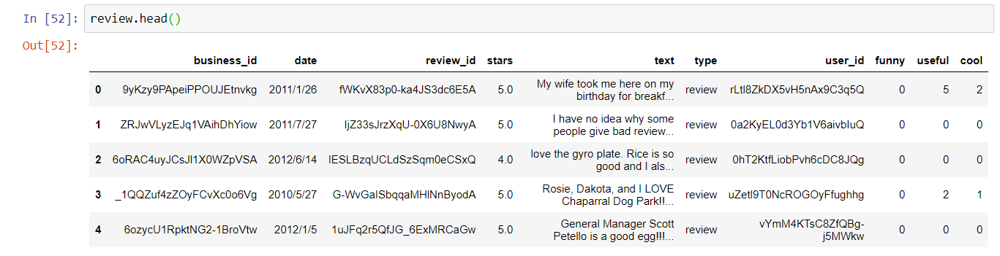 In [52]: review.head()
Out[52]:
business_id date review_id stars text type user_id funny useful cool
0 9yKzy9PApeiPPOUJEtnvkg 2011/1/26 fWKvX83p0-ka4JS3dc6E5A 5.0 My wife took me here on my birthday for breakf... review rLtl8ZkDX5vH5nAx9C3q5Q 0 5 2
1 ZRJwVLyzEJq1VAihDhYiow 2011/7/27 IjZ33sJrzXqU-0X6U8NwyA 5.0 I have no idea why some people give bad review... review 0a2KyEL0d3Yb1V6aivbIuQ 0 0 0
2 6oRAC4uyJCsJl1X0WZpVSA 2012/6/14 IESLBzqUCLdSzSqm0eCSxQ 4.0 love the gyro plate. Rice is so good and I als... review 0hT2KtfLiobPvh6cDC8JQg 0 0 0
3 _1QQZuf4zZOyFCvXc0o6Vg 2010/5/27 G-WvGaISbqqaMHlNnByodA 5.0 Rosie, Dakota, and I LOVE Chaparral Dog Park!!... review uZetl9T0NcROGOyFfughhg 0 2 1
4 6ozycU1RpktNG2-1BroVtw 2012/1/5 1uJFq2r5QfJG_6ExMRCaGw 5.0 General Manager Scott Petello is a good egg!!!... review vYmM4KTsC8ZfQBg-j5MWkw 0 0 0